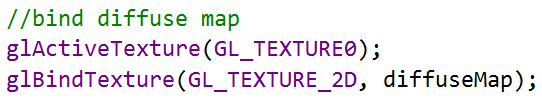 //bind diffuse map
glActiveTexture(GL_TEXTURE0);
glBindTexture(GL_TEXTURE_2D, diffuseMap);